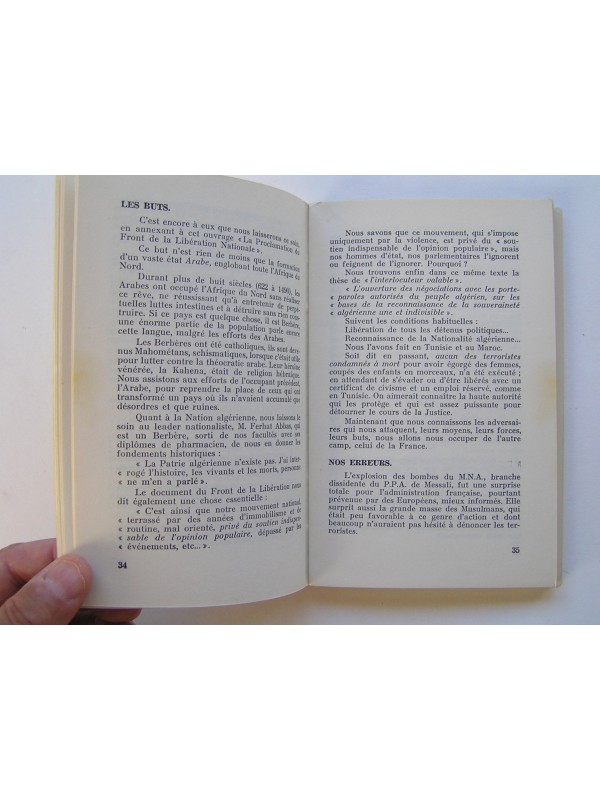 LES BUTS.
C'est encore à eux que nous laisserons ce soin,
en annexant à cet ouvrage «La Proclamation du
Front de la Libération Nationale».
Ce but n'est rien de moins que la formation
d'un vaste état Arabe, englobant toute l'Afrique du
Nord.
Durant plus de huit siècles (622 à 1490), les
Arabes ont occupé l'Afrique du Nord sans réaliser
ce rêve, ne réussissant qu'à entretenir de perpé-
tuelles luttes intestines et à détruire sans rien cons-
truire. Si ce pays est quelque chose, il est Berbère,
une énorme partie de la population parle encore
cette langue, malgré les efforts des Arabes.
Les Berbères ont été catholiques, ils sont deve-
nus Mahométans, schismatiques, lorsque c'était utile
pour lutter contre la théocratie arabe. Leur héroïne
vénérée, la Kahena, était de religion hébraïque.
Nous assistons aux efforts de l'occupant précédent,
l'Arabe, pour reprendre la place de ceux qui ont
transformé un pays où ils n'avaient accumulé que
désordres et que ruines.
Quant à la Nation algérienne, nous laissons le
soin au leader nationaliste, M. Ferhat Abbas, qui
est un Berbère, sorti de nos facultés avec ses
diplômes de pharmacien, de nous en donner les
fondements historiques :
« La Patrie algérienne n'existe pas. J'ai inter-
« rogé l'histoire, les vivants et les morts, personne
« ne m'en a parlé ».
Le document du Front de la Libération nous
dit également une chose essentielle :
« C'est ainsi que notre mouvement national,
« terrassé par des années d'immobilisme et de
« routine, mal orienté, privé du soutien indispen-
« sable de l'opinion populaire, dépassé par les
« événements, etc... ».
34
Nous savons que ce mouvement, qui s'impose
uniquement par la violence, est privé du « sou-
tien indispensable de l'opinion populaire », mais
nos hommes d'état, nos parlementaires l'ignorent
ou feignent de l'ignorer. Pourquoi ?
Nous trouvons enfin dans ce même texte la
thèse de « l'interlocuteur valable ».
« L'ouverture des négociations avec les porte-
« paroles autorisés du peuple algérien, sur les
« bases de la reconnaissance de la souveraineté
« algérienne une et indivisible ».
Suivent les conditions habituelles :
Libération de tous les détenus politiques...
Reconnaissance de la Nationalité algérienne...
Nous l'avons fait en Tunisie et au Maroc.
Soit dit en passant, aucun des terroristes
condamnés à mort pour avoir égorgé des femmes,
coupés des enfants en morceaux, n'a été exécuté ;
en attendant de s'évader ou d'être libérés avec un
certificat de civisme et un emploi réservé, comme
en Tunisie. On aimerait connaître la haute autorité
qui les protège et qui est assez puissante pour
détourner le cours de la Justice.
Maintenant que nous connaissons les adversai-
res qui nous attaquent, leurs moyens, leurs forces,
leurs buts, nous allons nous occuper de l'autre
camp, celui de la France.
NOS ERREURS.
L'explosion des bombes du M.N.A., branche
dissidente du P.P.A. de Messali, fut une surprise
totale pour l'administration française, pourtant
prévenue par des Européens, mieux informés. Elle
surprit aussi la grande masse des Musulmans, qui
était peu favorable à ce genre d'action et dont
beaucoup n'auraient pas hésité à dénoncer les ter-
roristes.
35